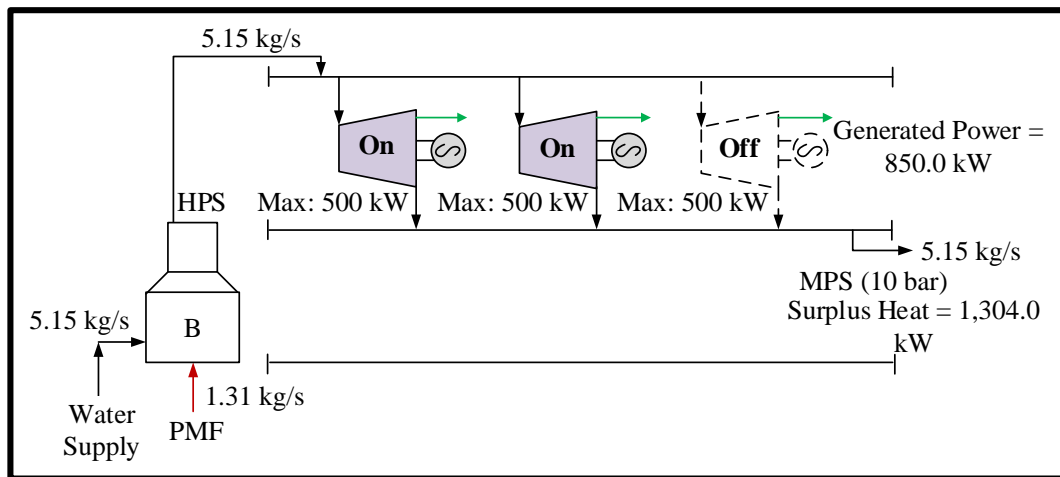 5.15 kg/s
On
On
Off
Generated Power =
850.0 kW
Max: 500 kW
Max: 500 kW
Max: 500 kW
HPS
5.15 kg/s
MPS (10 bar)
Surplus Heat = 1,304.0
kW
5.15 kg/s
B
1.31 kg/s
Water
Supply
PMF